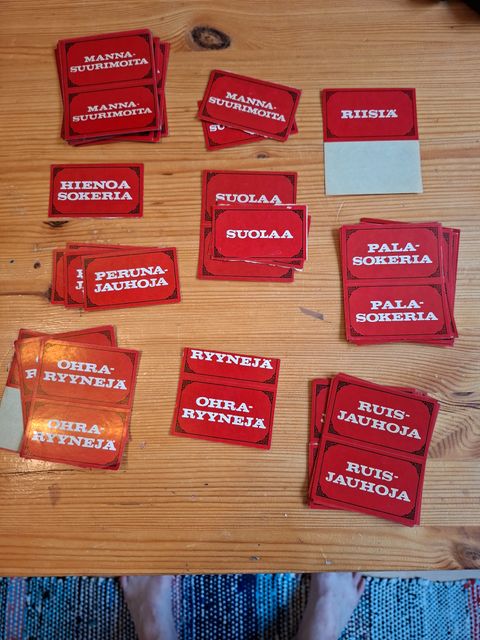 MANNA-
SUURIMOITA
MANNA-
SUURIMOITA
MANNA-
SUURIMOITA
RIISIÄ
HIENOA
SOKERIA
SUOLAA
SUOLAA
PERUNA-
JAUHOJA
PALA-
SOKERIA
PALA-
SOKERIA
OHRA-
RYYNEJÄ
OHRA-
RYYNEJÄ
RYYNEJÄ
OHRA-
RYYNEJÄ
RUIS-
JAUHOJA
RUIS-
JAUHOJA